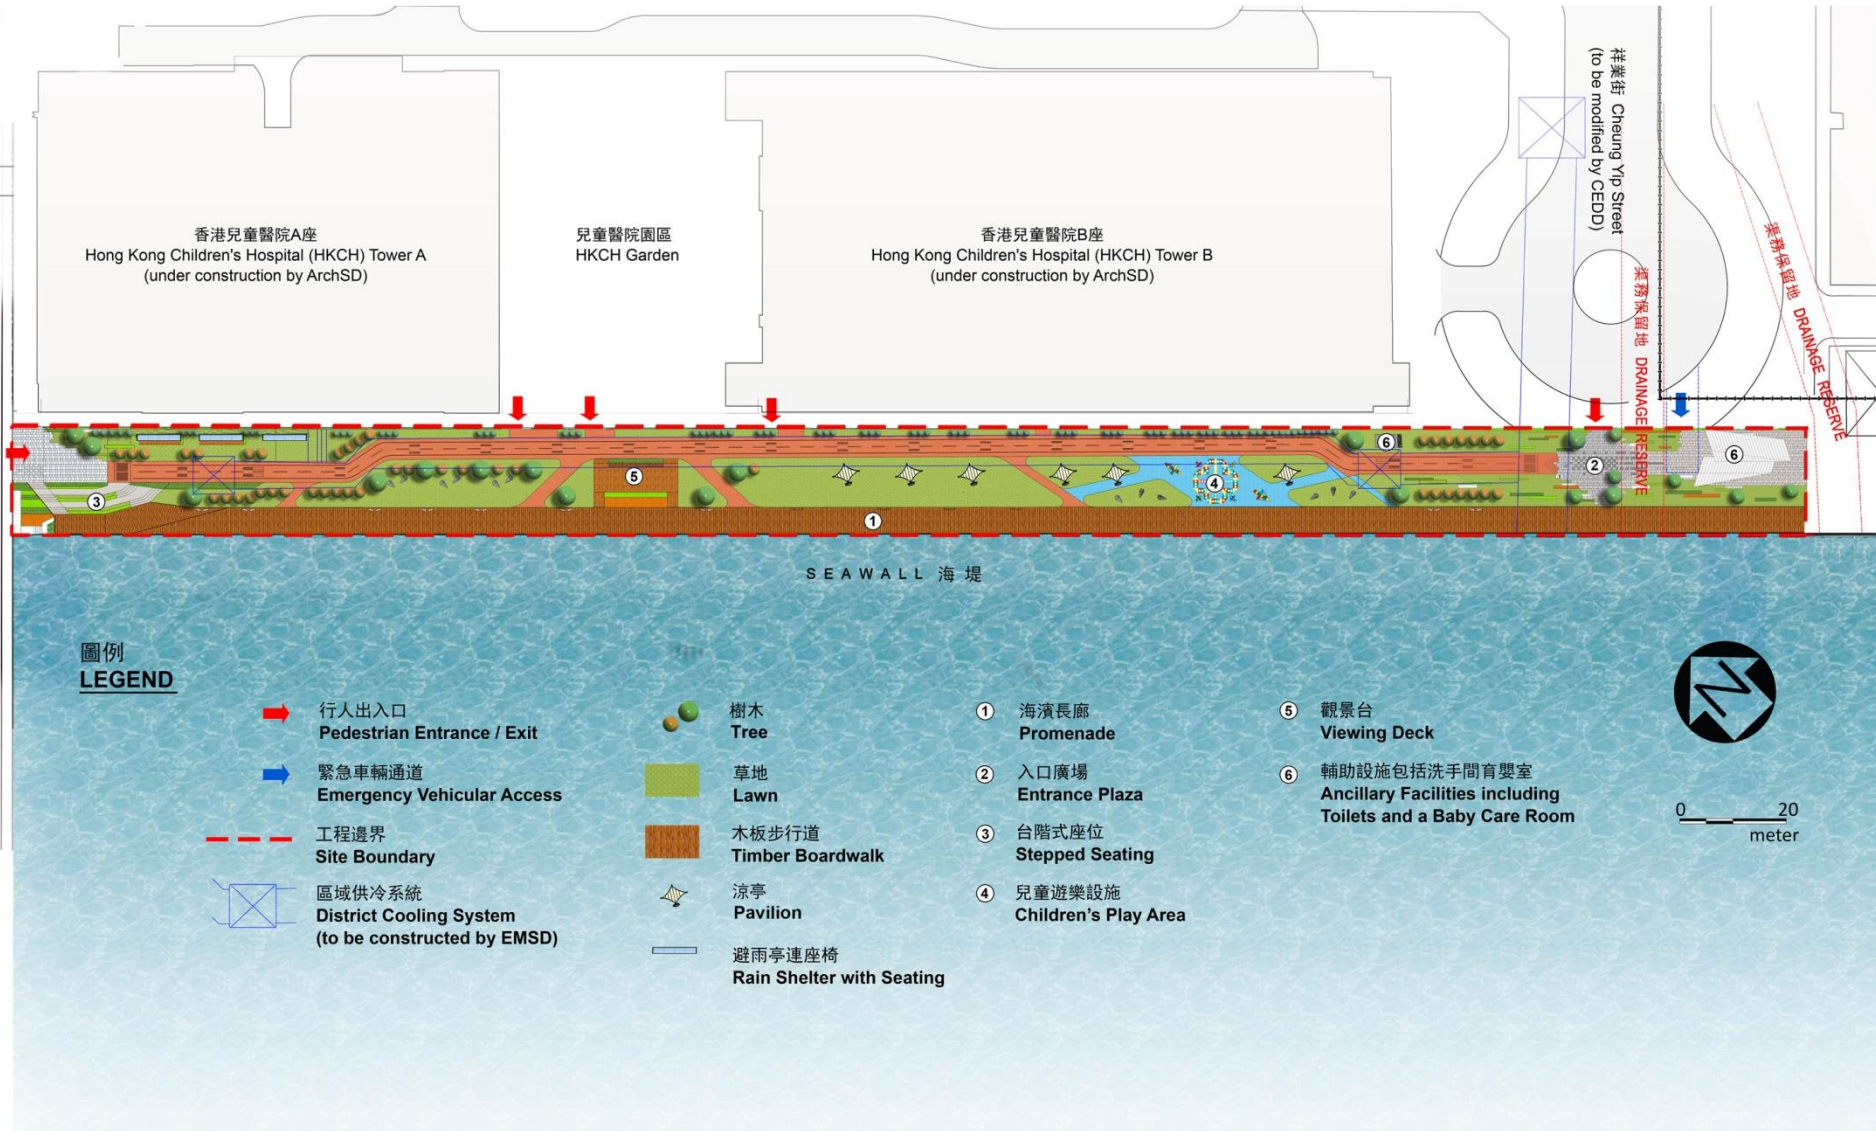 祥業街 Cheung Yip Street
(to be modified by CEDD)
香港兒童醫院A座
Hong Kong Children's Hospital (HKCH) Tower A
(under construction by ArchSD)
兒童醫院園區
HKCH Garden
香港兒童醫院B座
Hong Kong Children's Hospital (HKCH) Tower B
(under construction by ArchSD)
渠務保留地 DRAINAGE RESERVE
渠務保留地 DRAINAGE RESERVE
3
5
1
4
6
2
6
SEAWALL 海堤
圖例
LEGEND
行人出入口
Pedestrian Entrance / Exit
緊急車輛通道
Emergency Vehicular Access
工程邊界
Site Boundary
區域供冷系統
District Cooling System
(to be constructed by EMSD)
樹木
Tree
草地
Lawn
木板步行道
Timber Boardwalk
涼亭
Pavilion
避雨亭連座椅
Rain Shelter with Seating
1 海濱長廊
Promenade
2 入口廣場
Entrance Plaza
3 台階式座位
Stepped Seating
4 兒童遊樂設施
Children's Play Area
5 觀景台
Viewing Deck
6 輔助設施包括洗手間育嬰室
Ancillary Facilities including
Toilets and a Baby Care Room
N
0 20
meter